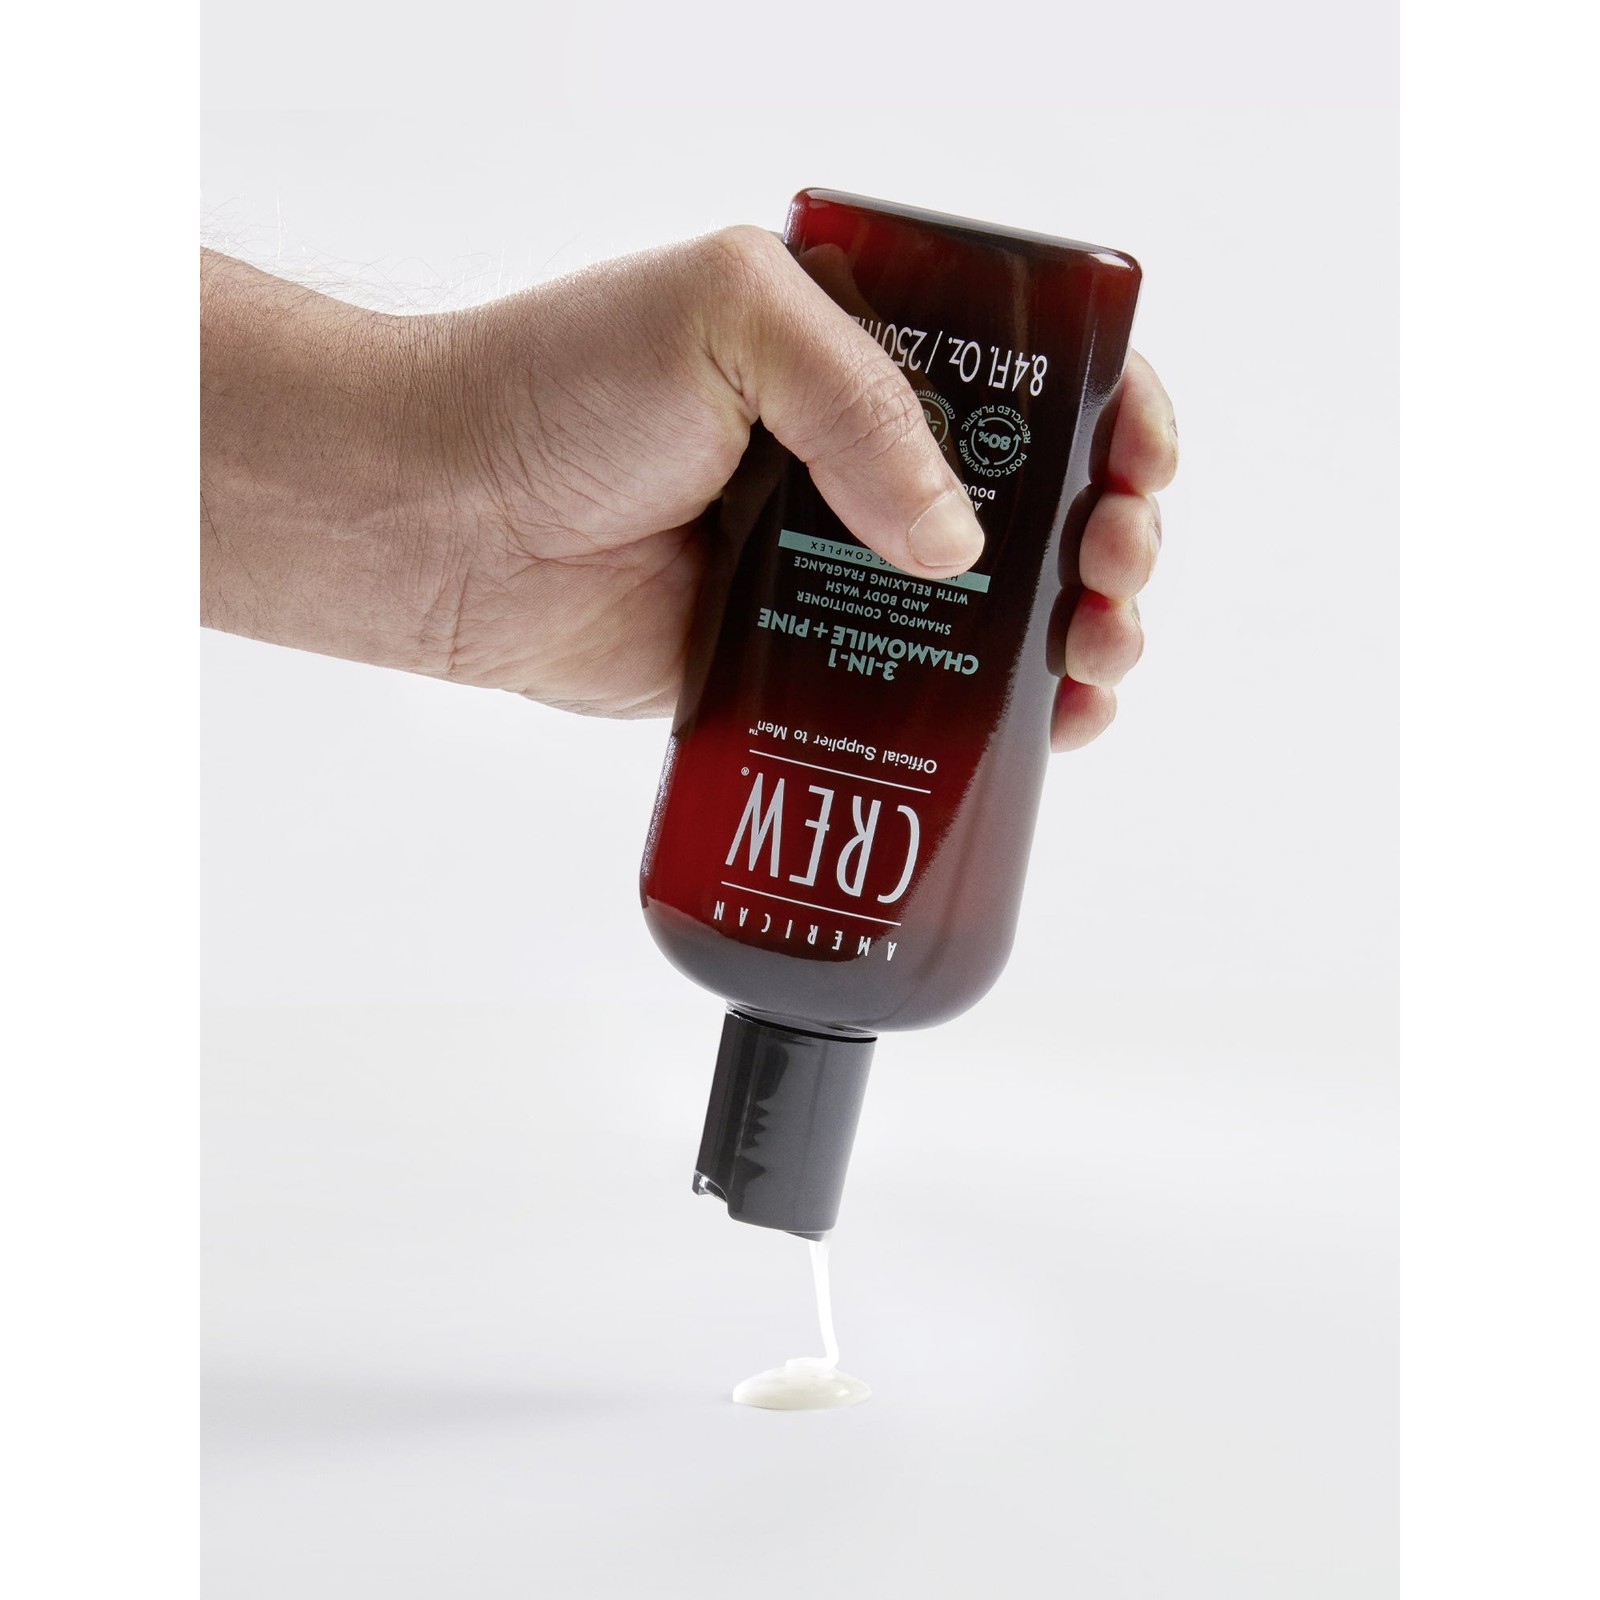 AMERICAN
CREW®
Official Supplier to Men™
3-IN-1
CHAMOMILE + PINE
SHAMPOO, CONDITIONER
AND BODY WASH
WITH RELAXING FRAGRANCE
COMPLEX
POST-CONSUMER
80%
RECYCLED PLASTIC
8.4 Fl. Oz. / 250